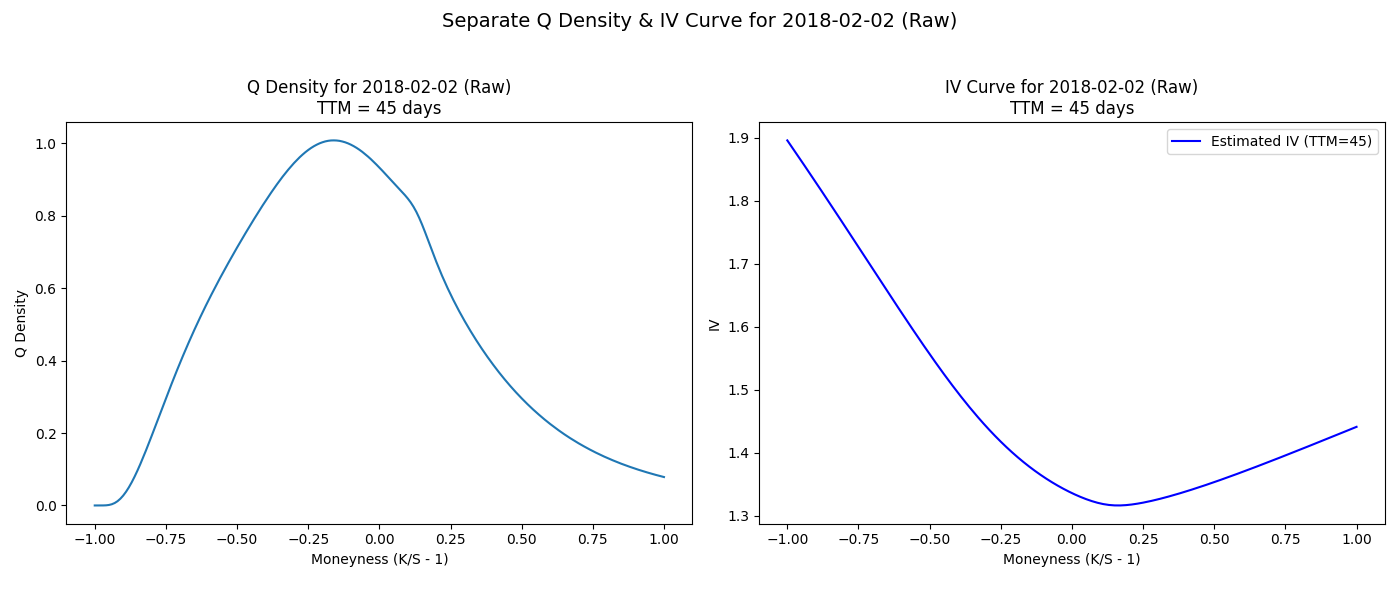 Separate Q Density & IV Curve for 2018-02-02 (Raw)
Q Density for 2018-02-02 (Raw)
TTM = 45 days
1.0
0.8
0.6
0.4
0.2
0.0
Q Density
−1.00 −0.75 −0.50 −0.25 0.00 0.25 0.50 0.75 1.00
Moneyness (K/S - 1)
IV Curve for 2018-02-02 (Raw)
TTM = 45 days
Estimated IV (TTM=45)
1.9
1.8
1.7
1.6
1.5
1.4
1.3
IV
−1.00 −0.75 −0.50 −0.25 0.00 0.25 0.50 0.75 1.00
Moneyness (K/S - 1)